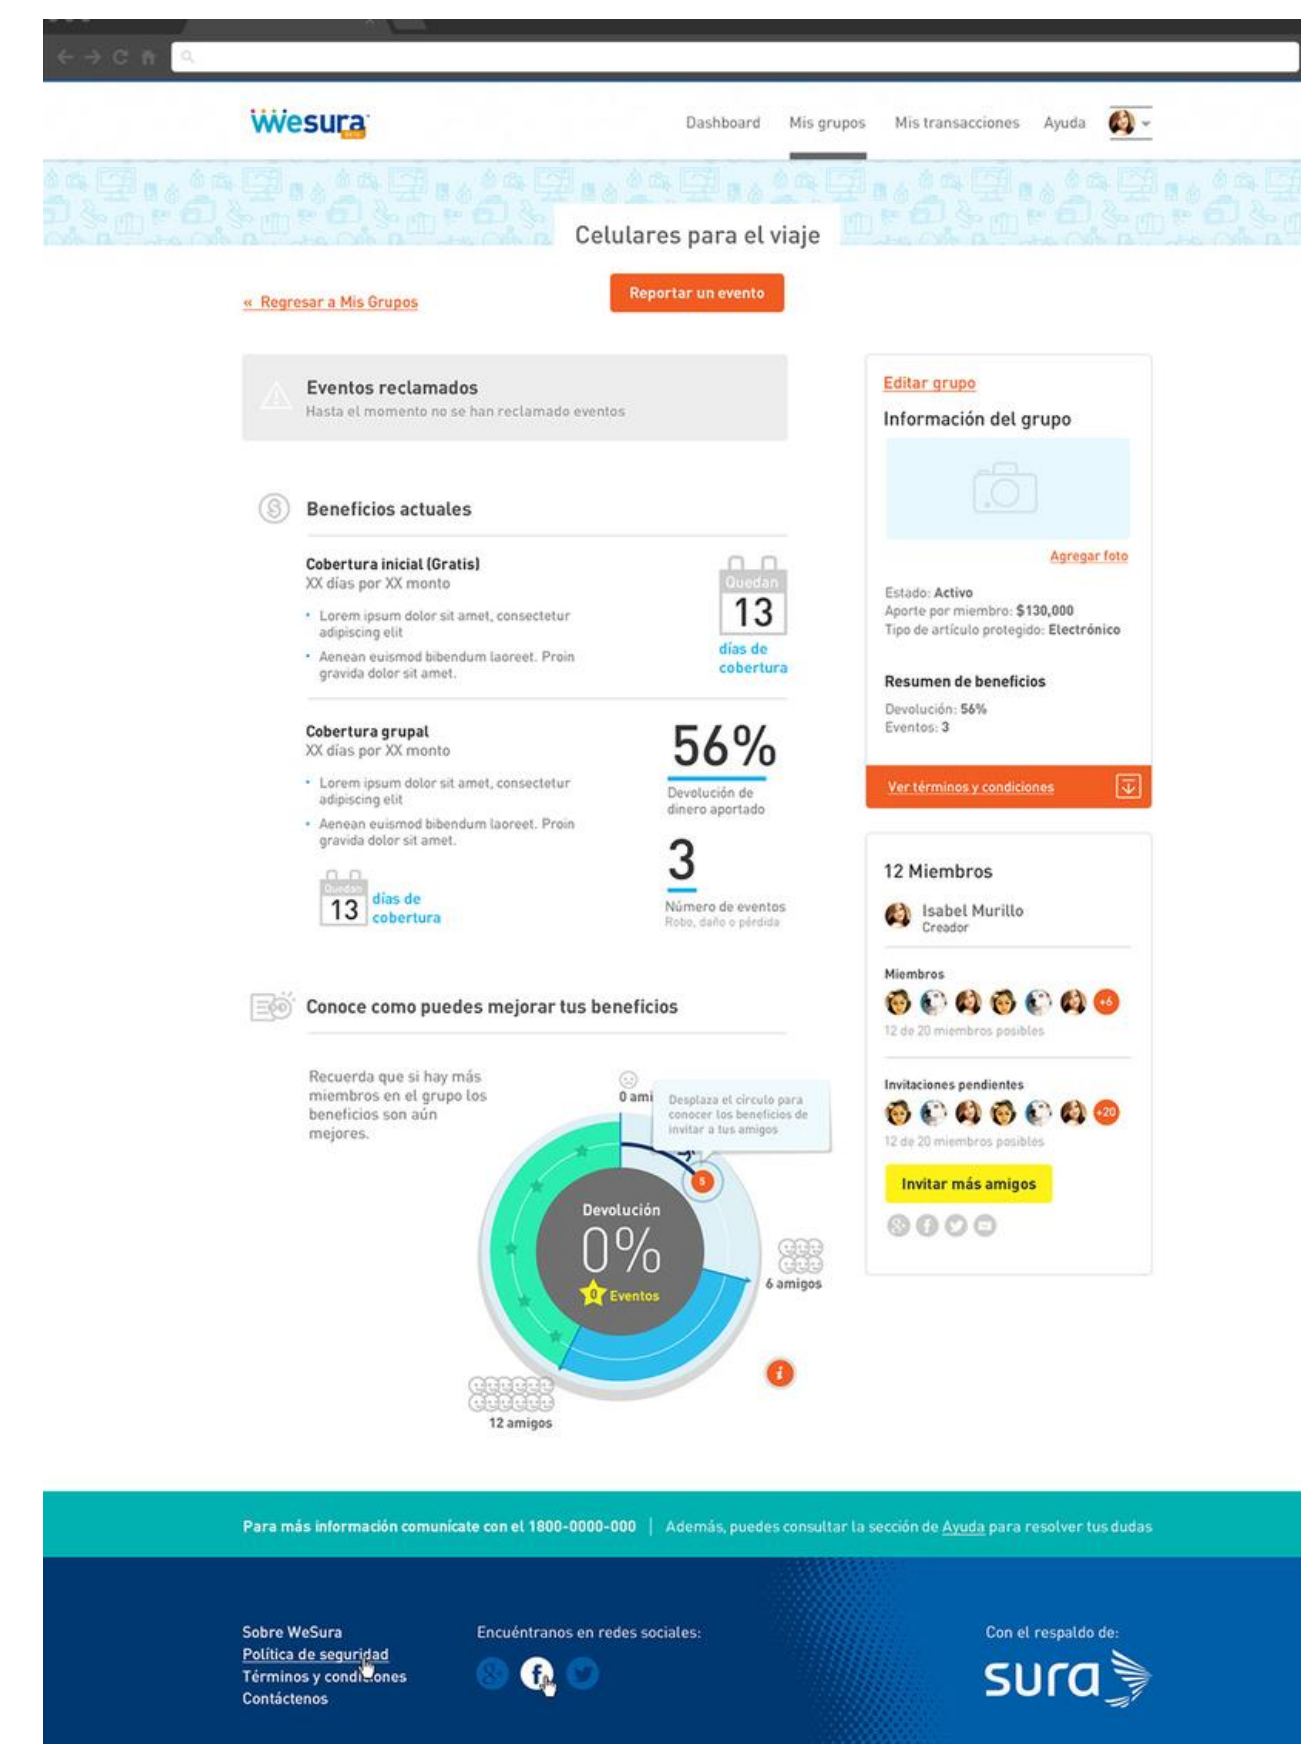 Wesura
BETA
Dashboard
Mis grupos
Mis transacciones
Ayuda
Celulares para el viaje
« Regresar a Mis Grupos
Reportar un evento
Eventos reclamados
Hasta el momento no se han reclamado eventos
Beneficios actuales
Cobertura inicial (Gratis)
XX días por XX monto
• Lorem ipsum dolor sit amet, consectetur
adipiscing elit
• Aenean euismod bibendum laoreet. Proin
gravida dolor sit amet.
Quedan
13
días de
cobertura
Cobertura grupal
XX días por XX monto
• Lorem ipsum dolor sit amet, consectetur
adipiscing elit
• Aenean euismod bibendum laoreet. Proin
gravida dolor sit amet.
Quedan
13
días de
cobertura
56%
Devolución de
dinero aportado
3
Número de eventos
Robo, daño o pérdida
Conoce como puedes mejorar tus beneficios
Recuerda que si hay más
miembros en el grupo los
beneficios son aún
mejores.
0 ami
Desplaza el círculo para
conocer los beneficios de
invitar a tus amigos
5
Devolución
0%
0 Eventos
6 amigos
i
12 amigos
Editar grupo
Información del grupo
Agregar foto
Estado: Activo
Aporte por miembro: $130,000
Tipo de artículo protegido: Electrónico
Resumen de beneficios
Devolución: 56%
Eventos: 3
Ver términos y condiciones
12 Miembros
Isabel Murillo
Creador
Miembros
+6
12 de 20 miembros posibles
Invitaciones pendientes
+20
12 de 20 miembros posibles
Invitar más amigos
Para más información comunícate con el 1800-0000-000 | Además, puedes consultar la sección de Ayuda para resolver tus dudas
Sobre WeSura
Política de seguridad
Términos y condiciones
Contáctenos
Encuéntranos en redes sociales:
Con el respaldo de:
sura